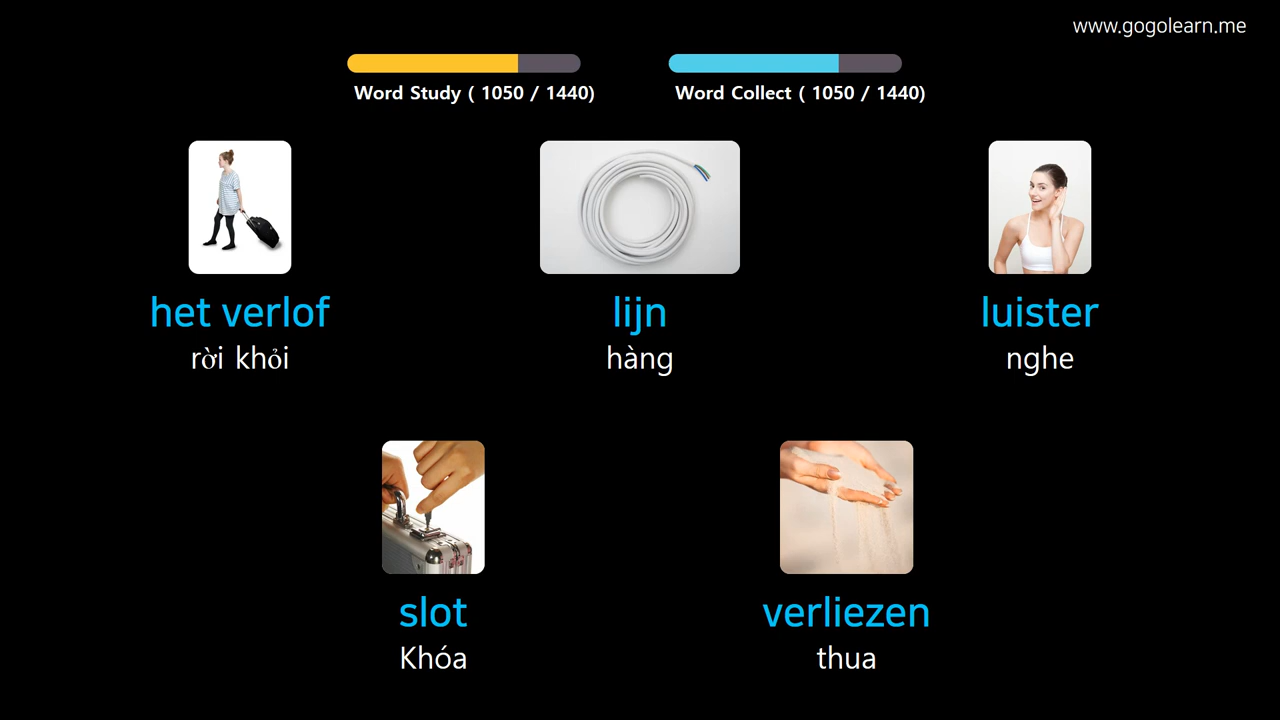 www.gogolearn.me
Word Study ( 1050 / 1440)
Word Collect ( 1050 / 1440)
het verlof
rời khỏi
lijn
hàng
luister
nghe
slot
Khóa
verliezen
thua